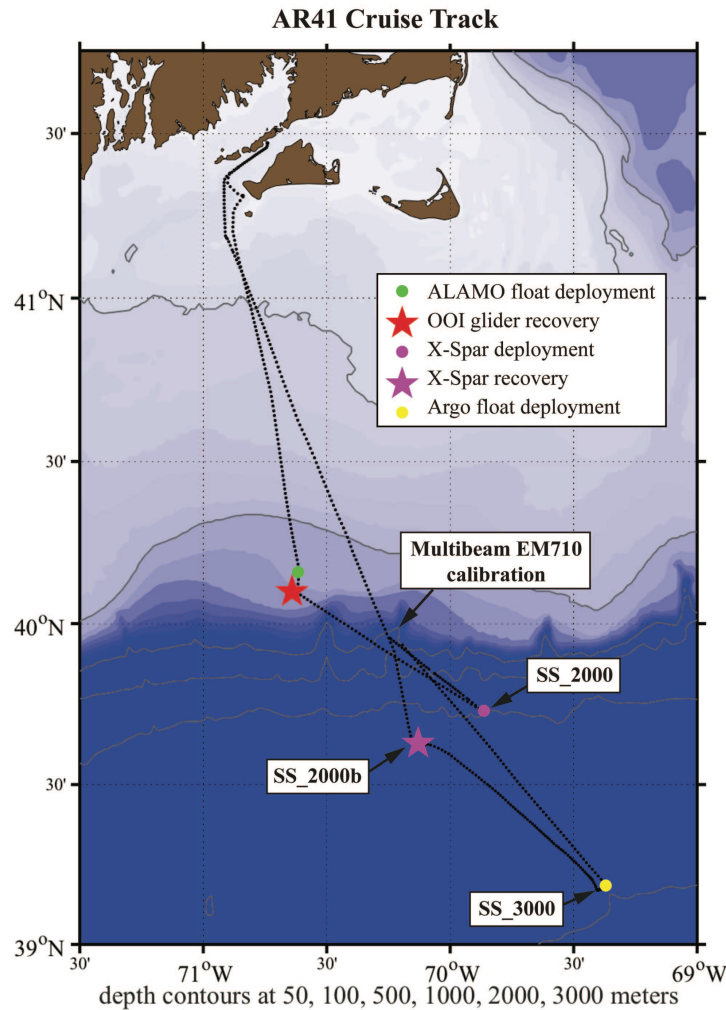 AR41 Cruise Track
30'
41°N
ALAMO float deployment
OOI glider recovery
X-Spar deployment
X-Spar recovery
Argo float deployment
30'
Multibeam EM710
calibration
40°N
SS_2000
SS_2000b
30'
SS_3000
39°N
30'
71°W
30'
70°W
30'
69°W
depth contours at 50, 100, 500, 1000, 2000, 3000 meters